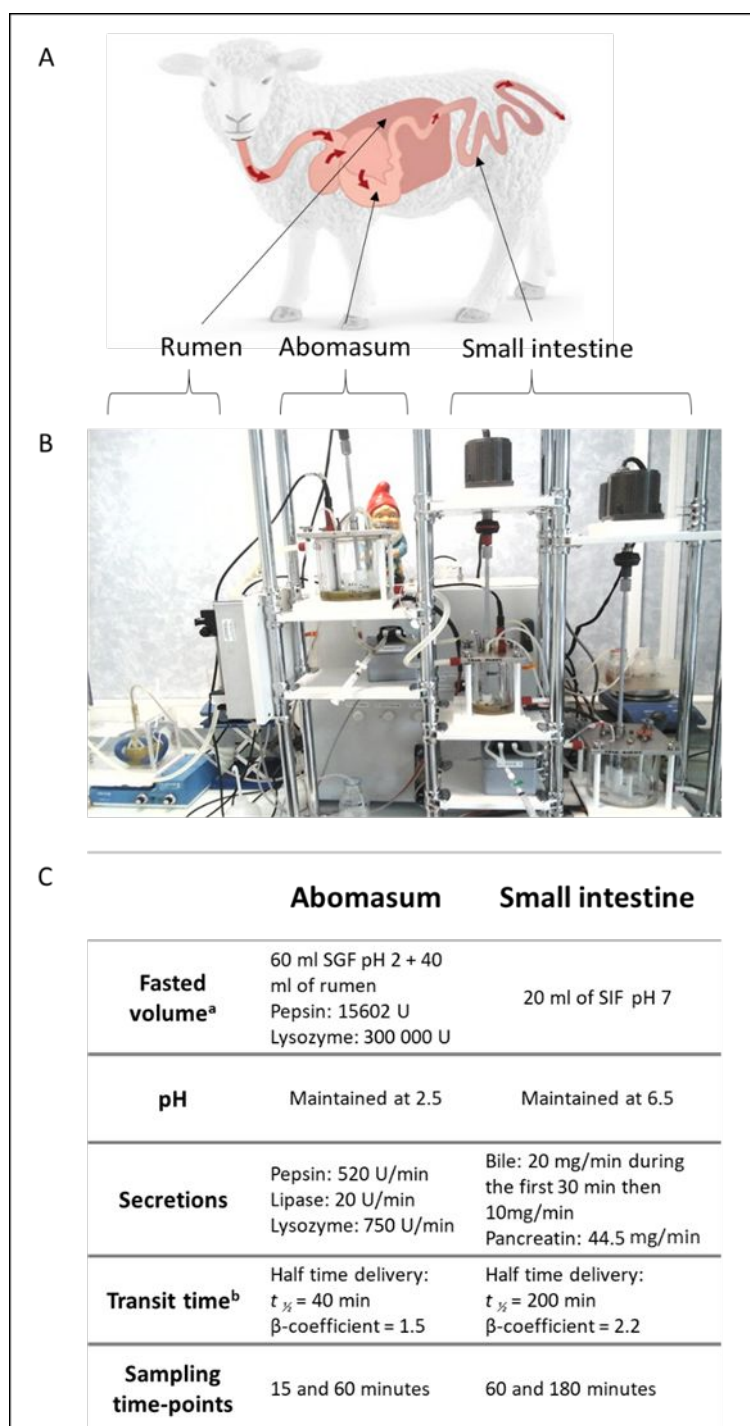 A
Rumen
Abomasum
Small intestine
B
C
Abomasum
Small intestine
Fasted
volumeᵃ
60 ml SGF pH 2 + 40
ml of rumen
Pepsin: 15602 U
Lysozyme: 300 000 U
20 ml of SIF pH 7
pH
Maintained at 2.5
Maintained at 6.5
Secretions
Pepsin: 520 U/min
Lipase: 20 U/min
Lysozyme: 750 U/min
Bile: 20 mg/min during
the first 30 min then
10mg/min
Pancreatin: 44.5 mg/min
Transit timeᵇ
Half time delivery:
t ½ = 40 min
β-coefficient = 1.5
Half time delivery:
t ½ = 200 min
β-coefficient = 2.2
Sampling
time-points
15 and 60 minutes
60 and 180 minutes